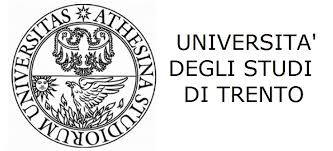 UNIVERSITAS ATHESINA STUDIORUM
UNIVERSITA'
DEGLI STUDI
DI TRENTO